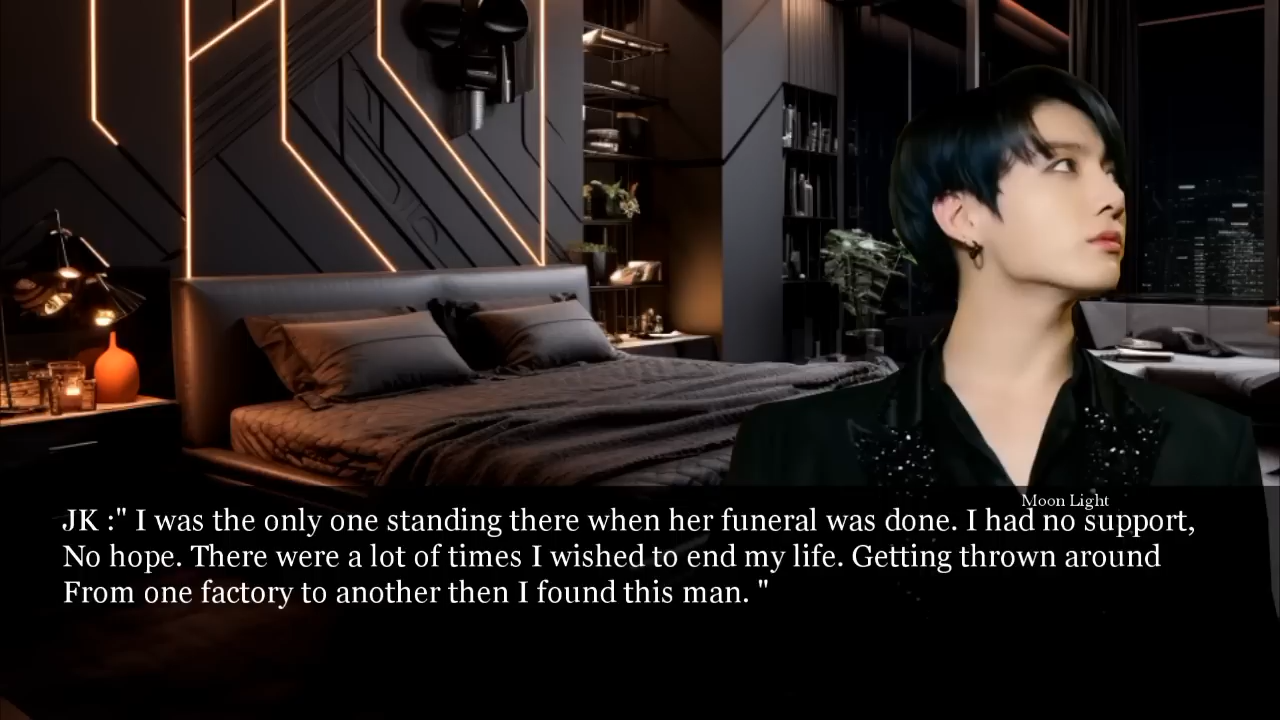 Moon Light
JK :" I was the only one standing there when her funeral was done. I had no support,
No hope. There were a lot of times I wished to end my life. Getting thrown around
From one factory to another then I found this man. "